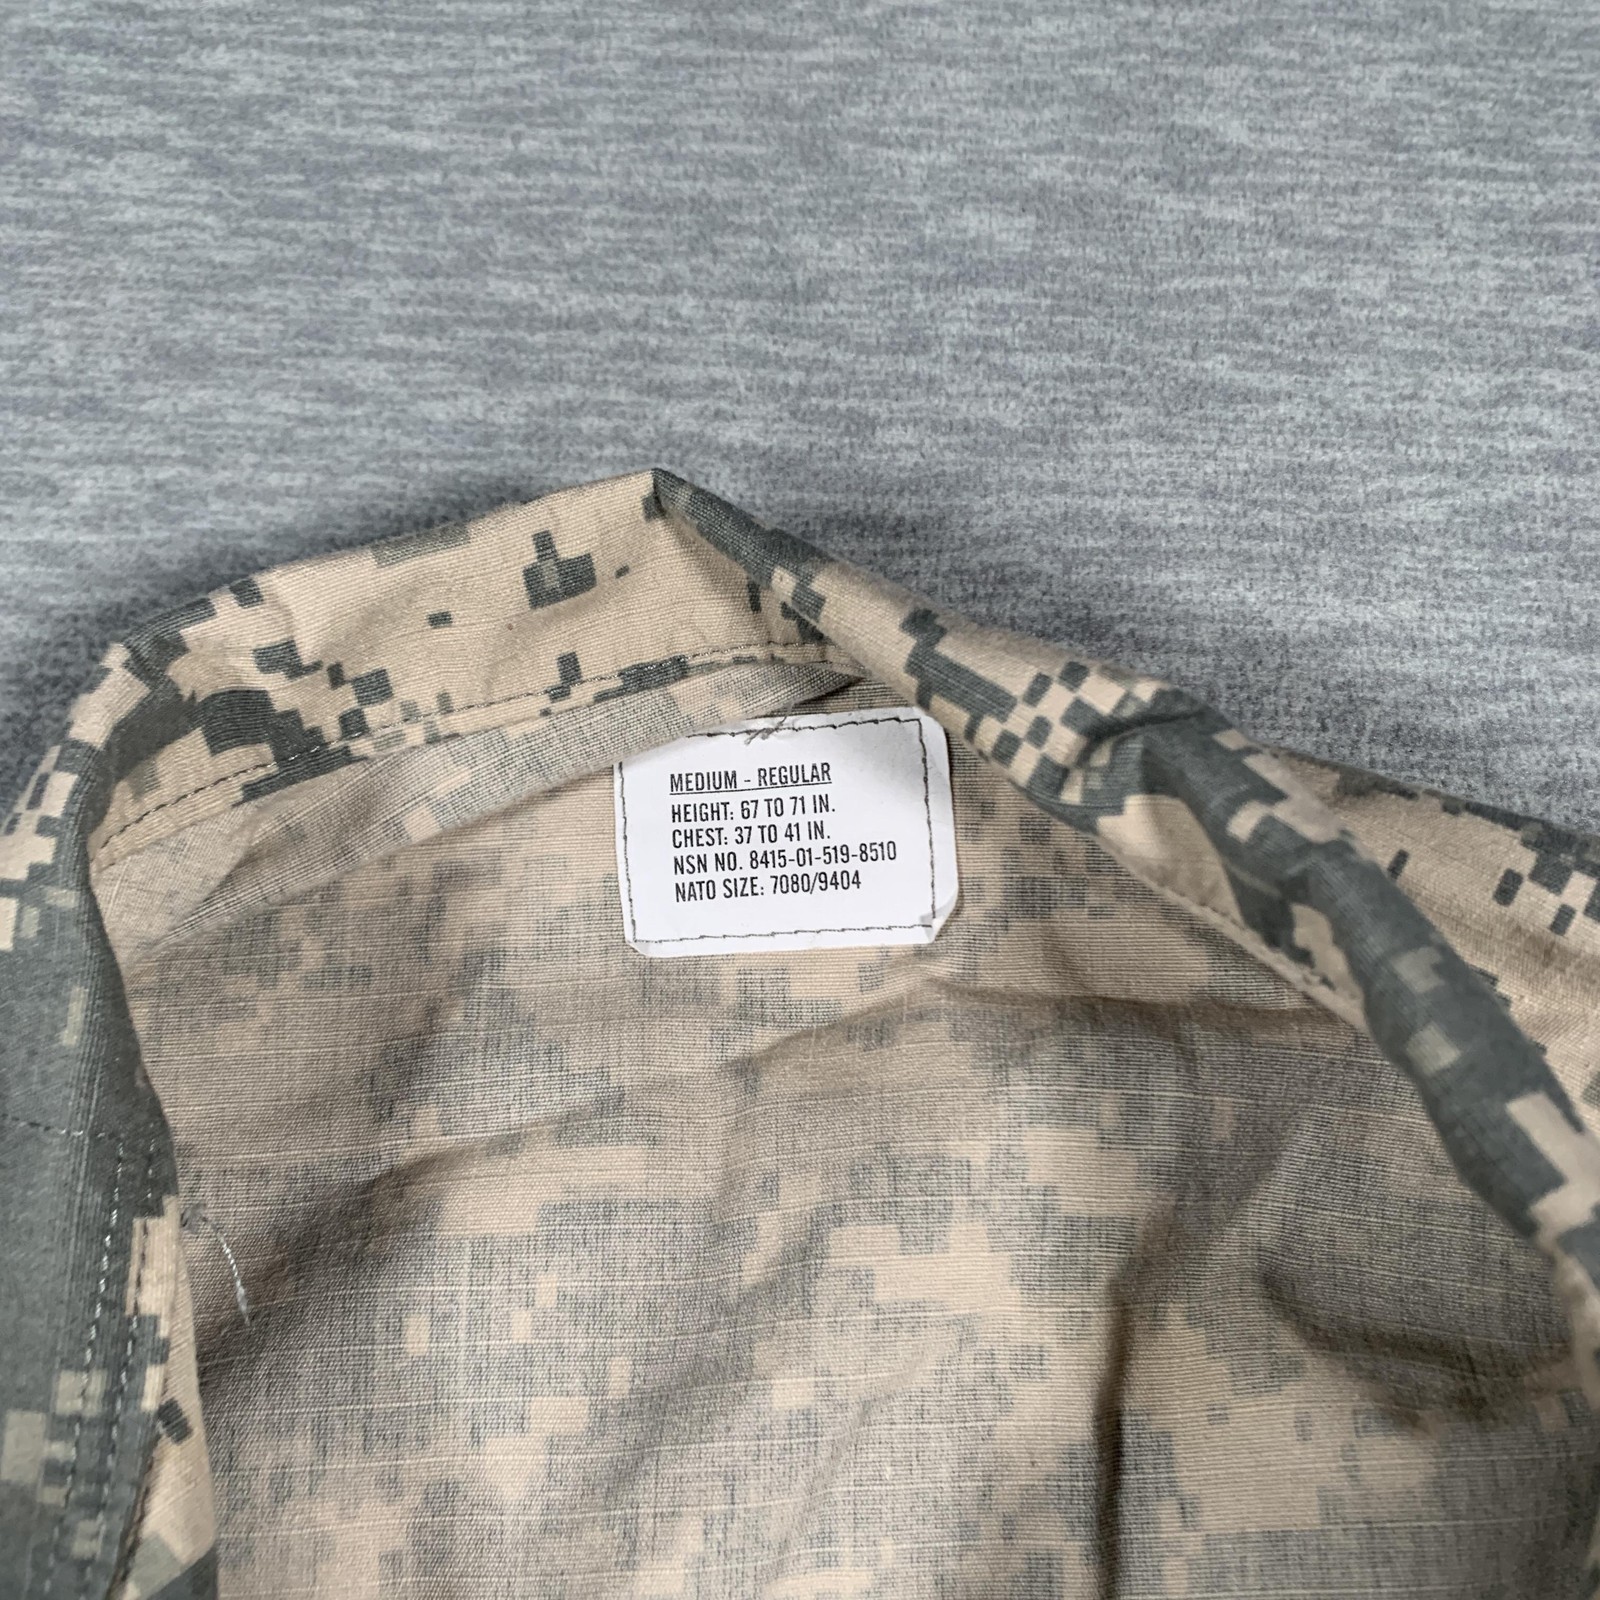 MEDIUM - REGULAR
HEIGHT: 67 TO 71 IN.
CHEST: 37 TO 41 IN.
NSN NO. 8415-01-519-8510
NATO SIZE: 7080/9404